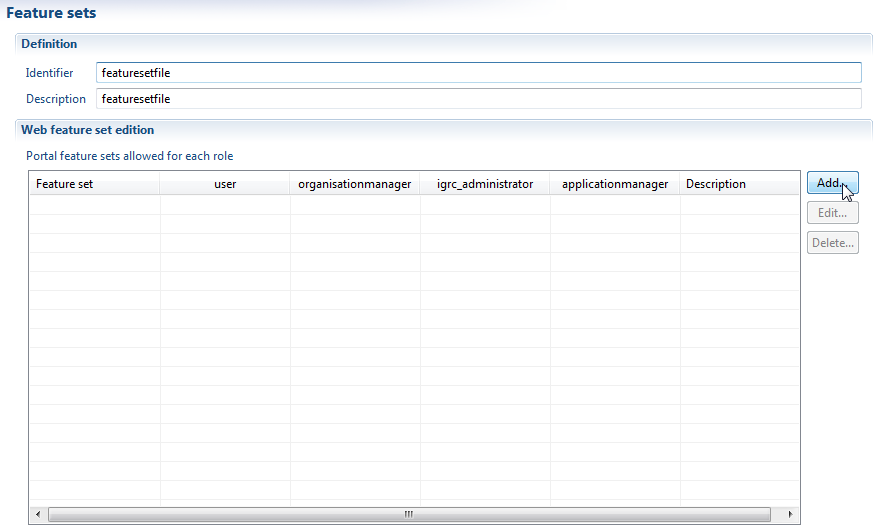 Feature sets
Definition
Identifier featuresetfile
Description featuresetfile
Web feature set edition
Portal feature sets allowed for each role
Feature set user organisationmanager igrc_administrator applicationmanager Description
Add...
Edit...
Delete...